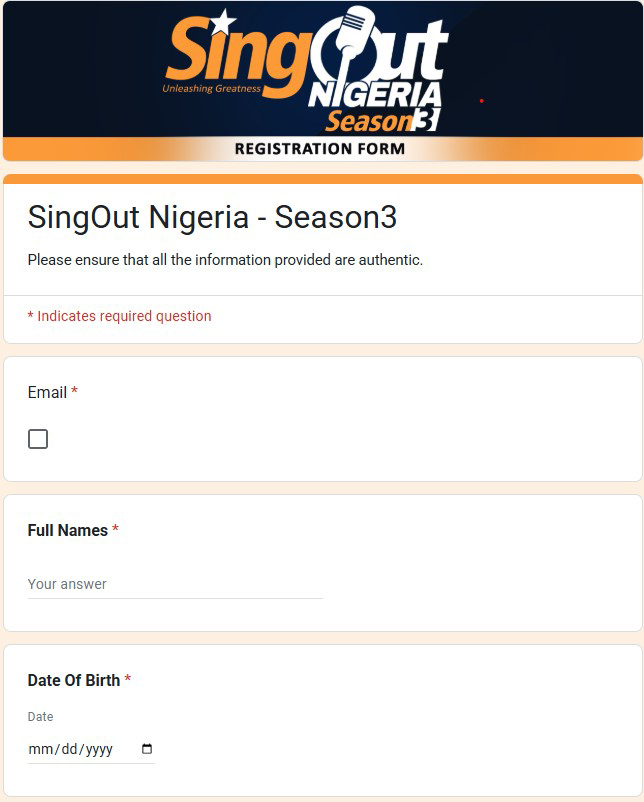 SingOut
Unleashing Greatness
NIGERIA
Season3
REGISTRATION FORM
SingOut Nigeria - Season3
Please ensure that all the information provided are authentic.
* Indicates required question
Email *
Full Names *
Your answer
Date Of Birth *
Date
mm/dd/yyyy